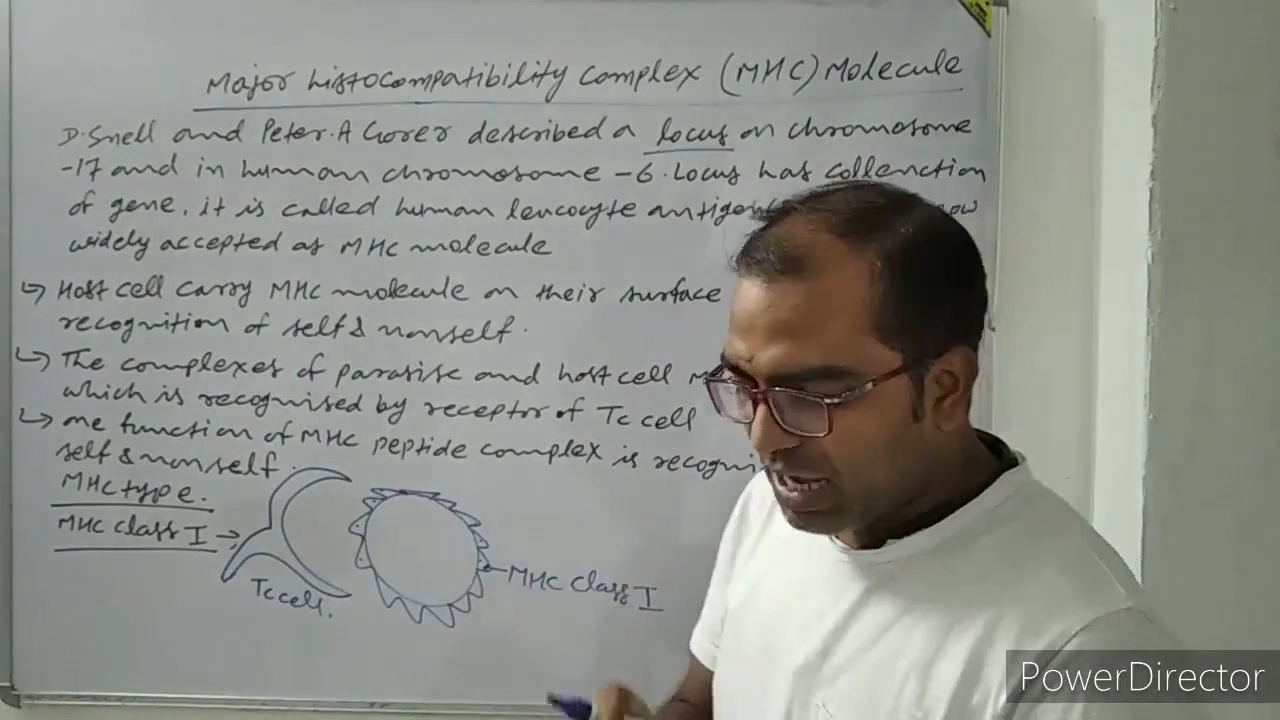 Major Histocompatibility Complex (MHC) Molecule
D. Snell and Peter. A Gorer described a locus on chromosome
-17 and in human chromosome -6. Locus has collenction
of gene, it is called human leucocyte antigen
widely accepted as MHC molecule
↳ Host cell carry MHC molecule on their surface
recognition of self & nonself.
↳ The complexes of parasite and host cell
which is recognised by receptor of Tc cell
↳ one function of MHC peptide complex is
self & nonself.
MHC type.
MHC class I →
Tc cell.
MHC class I
PowerDirector